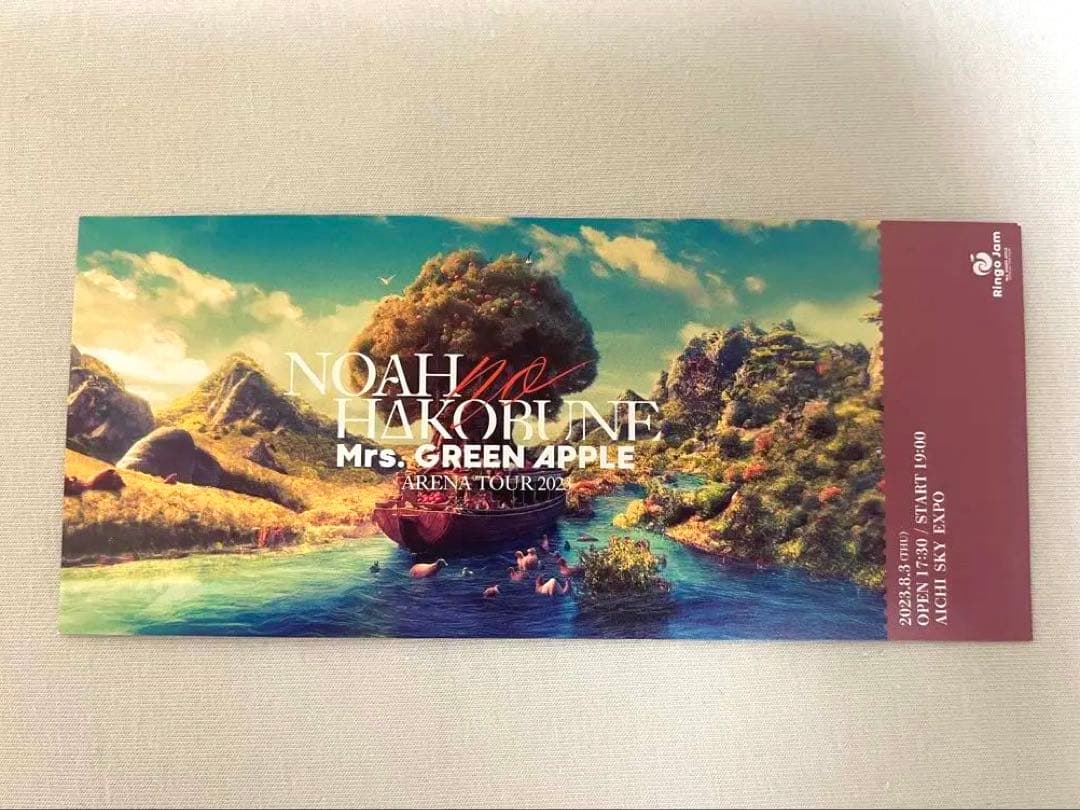 NOAH no
HAKOBUNE
Mrs. GREEN APPLE
ARENA TOUR 2023
Ringo Jam
2023.8.3 (THU)
OPEN 17:30 / START 19:00
AICHI SKY EXPO